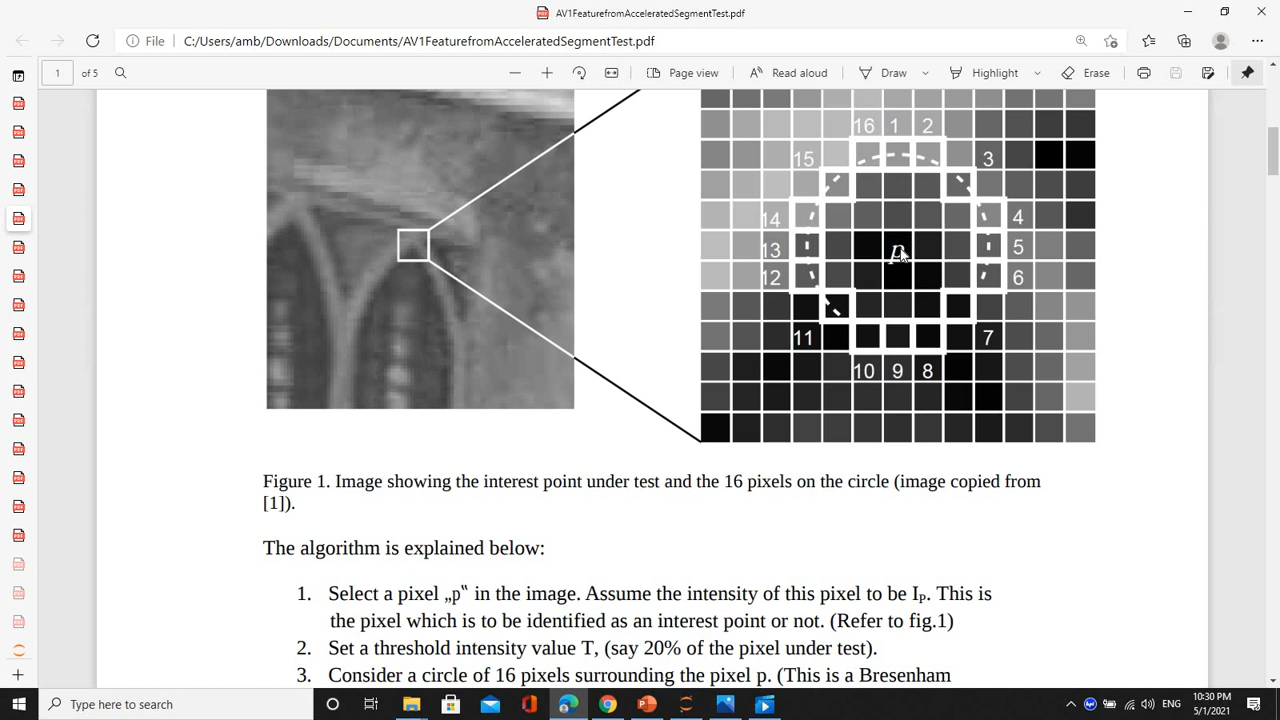 AV1FeaturefromAcceleratedSegmentTest.pdf
File C:/Users/amb/Downloads/Documents/AV1FeaturefromAcceleratedSegmentTest.pdf
1 of 5 Page view Read aloud Draw Highlight Erase
16 1 2
15 3
14 4
13 p 5
12 6
11 7
10 9 8
Figure 1. Image showing the interest point under test and the 16 pixels on the circle (image copied from
[1]).
The algorithm is explained below:
1. Select a pixel „p‟ in the image. Assume the intensity of this pixel to be IP. This is
the pixel which is to be identified as an interest point or not. (Refer to fig.1)
2. Set a threshold intensity value T, (say 20% of the pixel under test).
3. Consider a circle of 16 pixels surrounding the pixel p. (This is a Bresenham
Type here to search
ENG
10:30 PM
5/1/2021